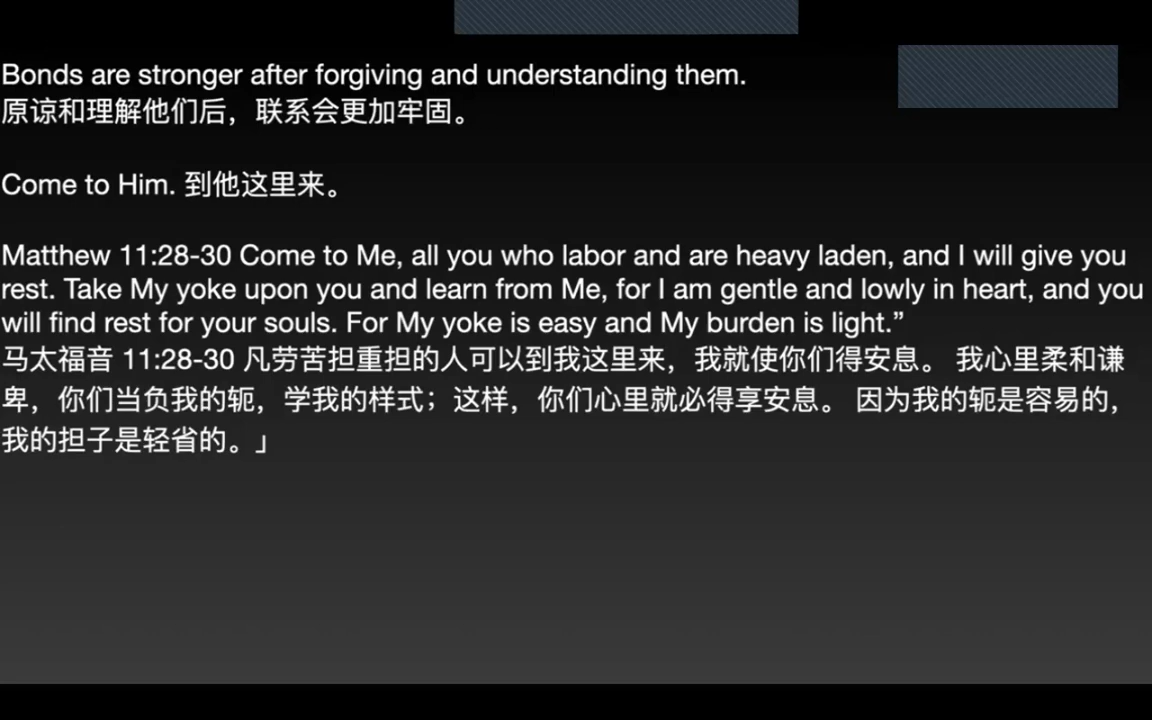 Bonds are stronger after forgiving and understanding them.
原谅和理解他们后，联系会更加牢固。
Come to Him. 到他这里来。
Matthew 11:28-30 Come to Me, all you who labor and are heavy laden, and I will give you
rest. Take My yoke upon you and learn from Me, for I am gentle and lowly in heart, and you
will find rest for your souls. For My yoke is easy and My burden is light.”
马太福音 11:28-30 凡劳苦担重担的人可以到我这里来，我就使你们得安息。 我心里柔和谦
卑，你们当负我的轭，学我的样式；这样，你们心里就必得享安息。 因为我的轭是容易的，
我的担子是轻省的。」